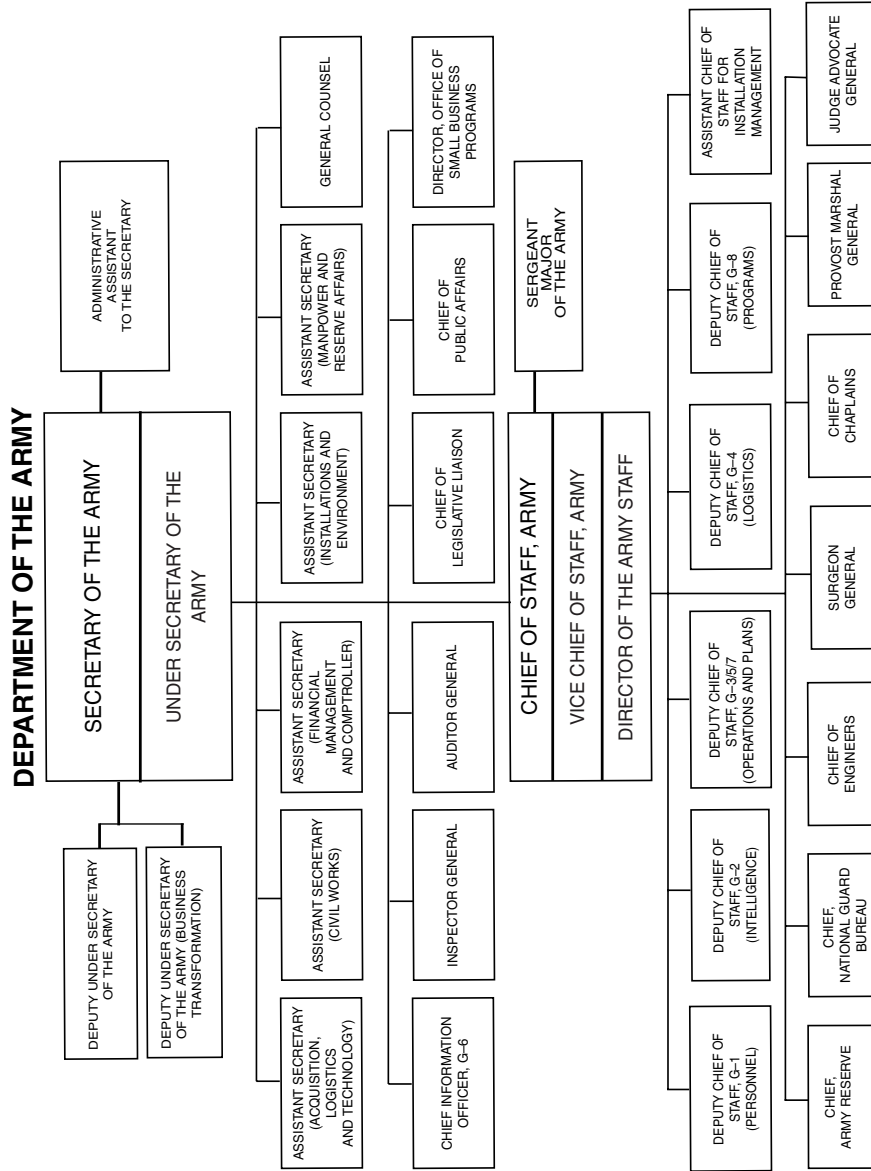 DEPARTMENT OF THE ARMY
DEPUTY UNDER SECRETARY
OF THE ARMY
DEPUTY UNDER SECRETARY
OF THE ARMY (BUSINESS
TRANSFORMATION)
SECRETARY OF THE ARMY
UNDER SECRETARY OF THE
ARMY
ADMINISTRATIVE
ASSISTANT
TO THE SECRETARY
ASSISTANT SECRETARY
(ACQUISITION,
LOGISTICS
AND TECHNOLOGY)
ASSISTANT SECRETARY
(CIVIL WORKS)
ASSISTANT SECRETARY
(FINANCIAL
MANAGEMENT
AND COMPTROLLER)
ASSISTANT SECRETARY
(INSTALLATIONS AND
ENVIRONMENT)
ASSISTANT SECRETARY
(MANPOWER AND
RESERVE AFFAIRS)
GENERAL COUNSEL
CHIEF INFORMATION
OFFICER, G–6
INSPECTOR GENERAL
AUDITOR GENERAL
CHIEF OF
LEGISLATIVE LIAISON
CHIEF OF
PUBLIC AFFAIRS
DIRECTOR, OFFICE OF
SMALL BUSINESS
PROGRAMS
CHIEF OF STAFF, ARMY
VICE CHIEF OF STAFF, ARMY
DIRECTOR OF THE ARMY STAFF
SERGEANT
MAJOR
OF THE ARMY
DEPUTY CHIEF OF
STAFF, G–1
(PERSONNEL)
DEPUTY CHIEF OF
STAFF, G–2
(INTELLIGENCE)
DEPUTY CHIEF OF
STAFF, G–3/5/7
(OPERATIONS AND PLANS)
DEPUTY CHIEF OF
STAFF, G–4
(LOGISTICS)
DEPUTY CHIEF OF
STAFF, G–8
(PROGRAMS)
ASSISTANT CHIEF OF
STAFF FOR
INSTALLATION
MANAGEMENT
CHIEF,
ARMY RESERVE
CHIEF,
NATIONAL GUARD
BUREAU
CHIEF OF
ENGINEERS
SURGEON
GENERAL
CHIEF OF
CHAPLAINS
PROVOST MARSHAL
GENERAL
JUDGE ADVOCATE
GENERAL